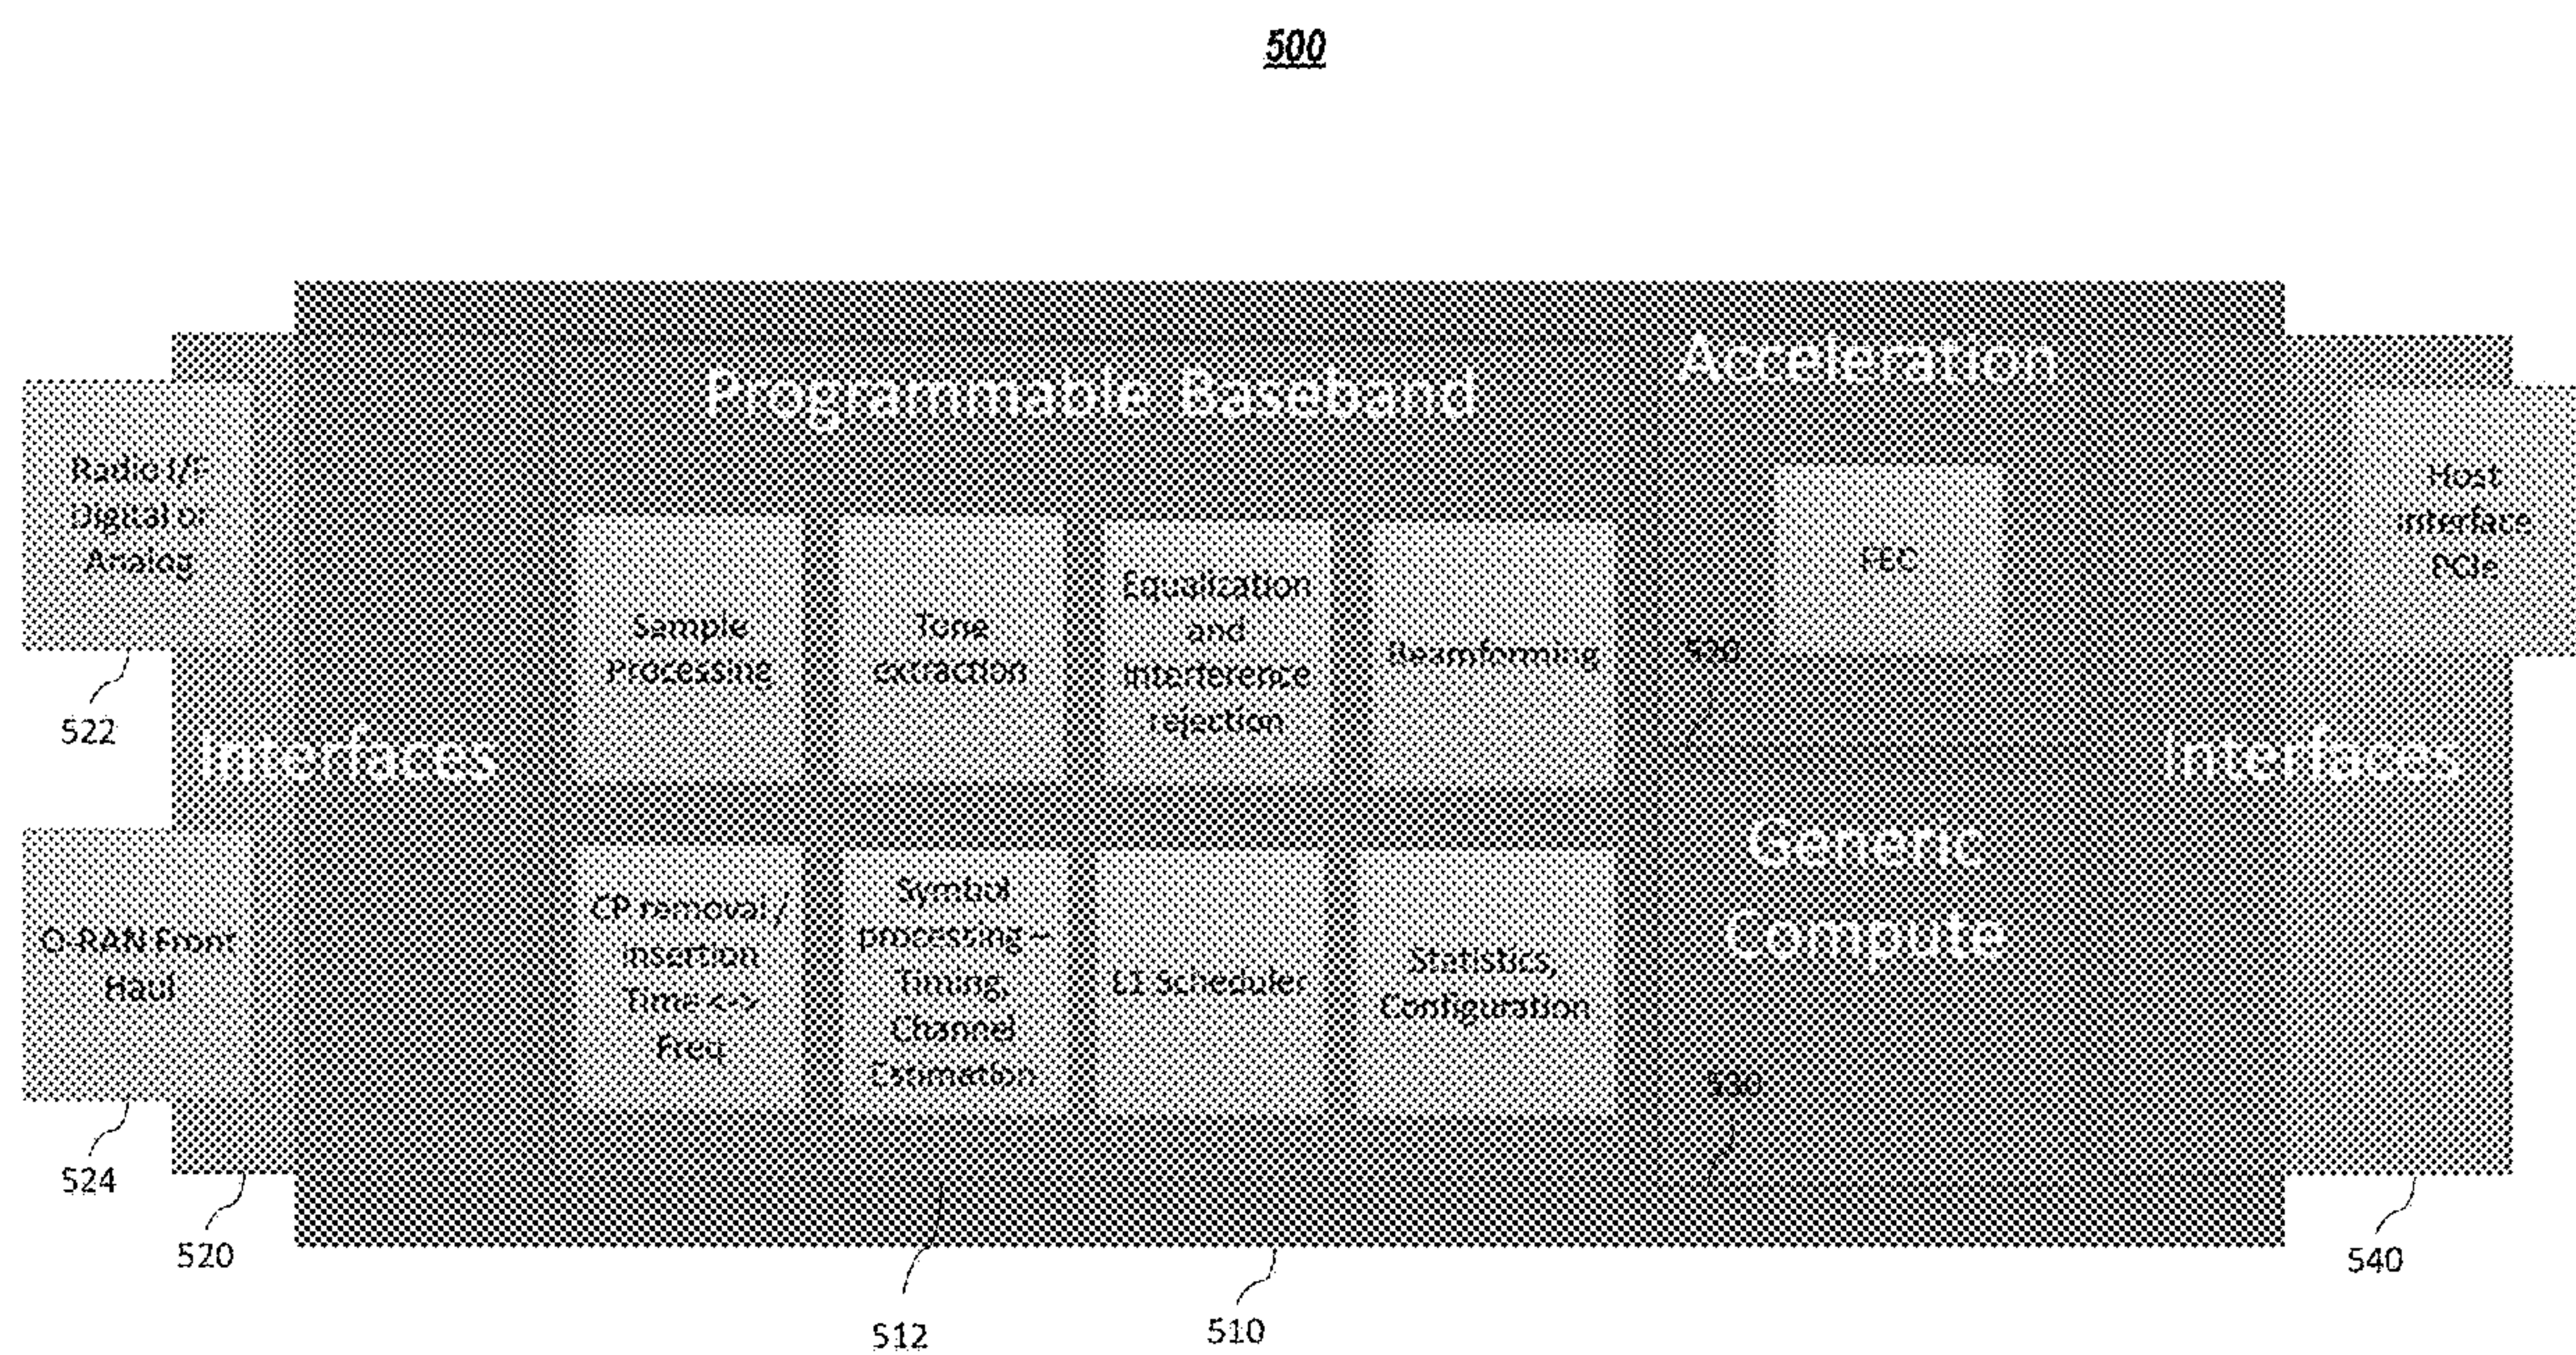 500
Programmable Baseband
Acceleration
Radio I/F
Digital or
Analog
522
Interfaces
O-RAN Front
Haul
524
520
Sample
Processing
Tone
extraction
Equalization
and
interference
rejection
Beamforming
CP removal /
insertion
Time <->
Freq
Symbol
processing –
Timing,
Channel
Estimation
L1 Scheduler
Statistics,
Configuration
512
510
FEC
520
Generic
Compute
530
Host
interface
PCIe
Interfaces
540